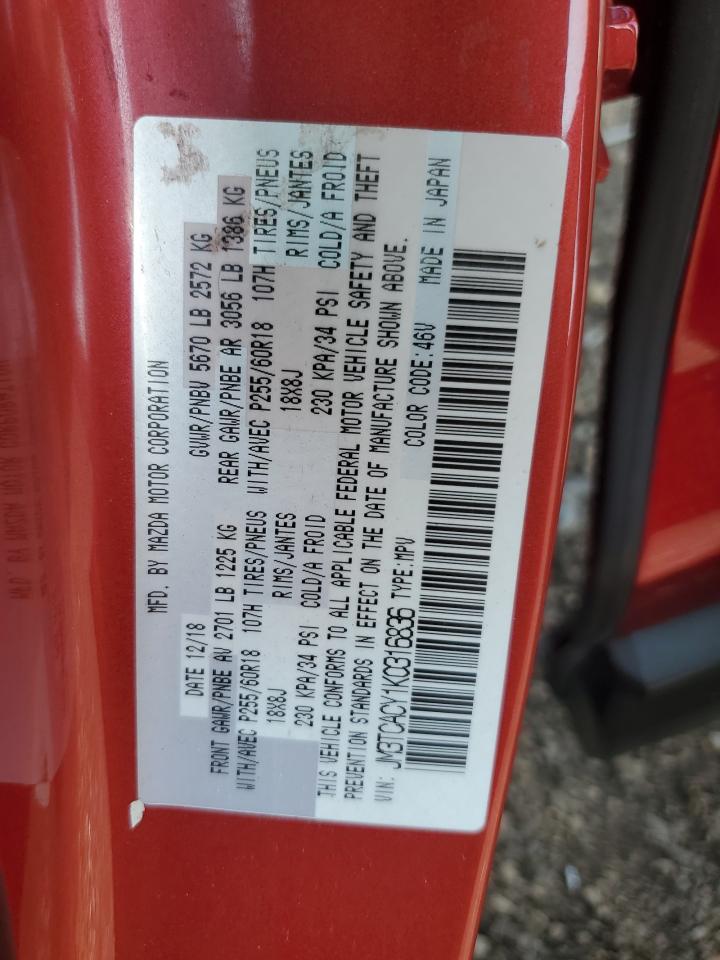 MFD. BY MAZDA MOTOR CORPORATION
DATE 12/18 GVWR/PNBV 5670 LB 2572 KG
FRONT GAWR/PNBE AV 2701 LB 1225 KG REAR GAWR/PNBE AR 3056 LB 1386 KG
WITH/AVEC P255/60R18 107H TIRES/PNEUS WITH/AVEC P255/60R18 107H TIRES/PNEUS
18X8J RIMS/JANTES 18X8J RIMS/JANTES
230 KPA/34 PSI COLD/A FROID 230 KPA/34 PSI COLD/A FROID
THIS VEHICLE CONFORMS TO ALL APPLICABLE FEDERAL MOTOR VEHICLE SAFETY AND THEFT
PREVENTION STANDARDS IN EFFECT ON THE DATE OF MANUFACTURE SHOWN ABOVE.
VIN: JM3TCACY1K0316836 TYPE:MPV COLOR CODE:46V MADE IN JAPAN